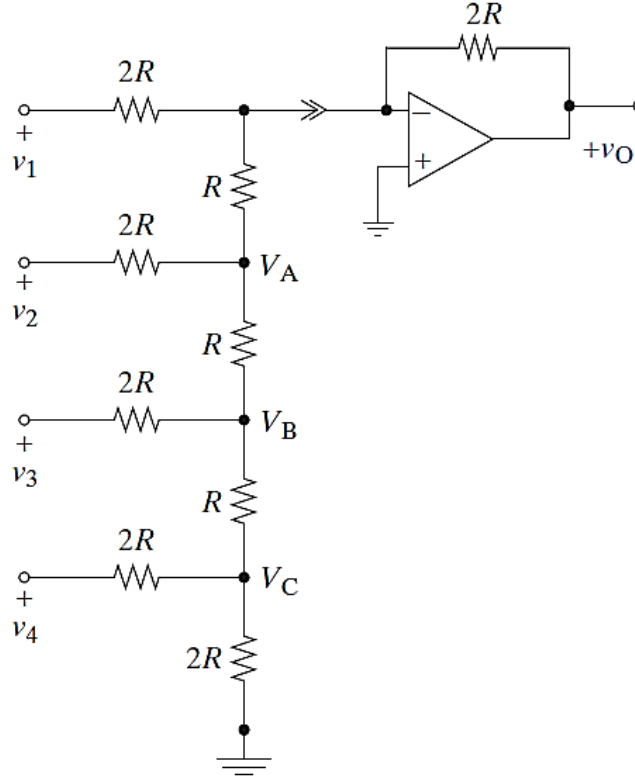 2R
2R
−
+
v1
R
+
+vO
2R
VA
+
v2
R
2R
VB
+
v3
R
2R
VC
+
v4
2R